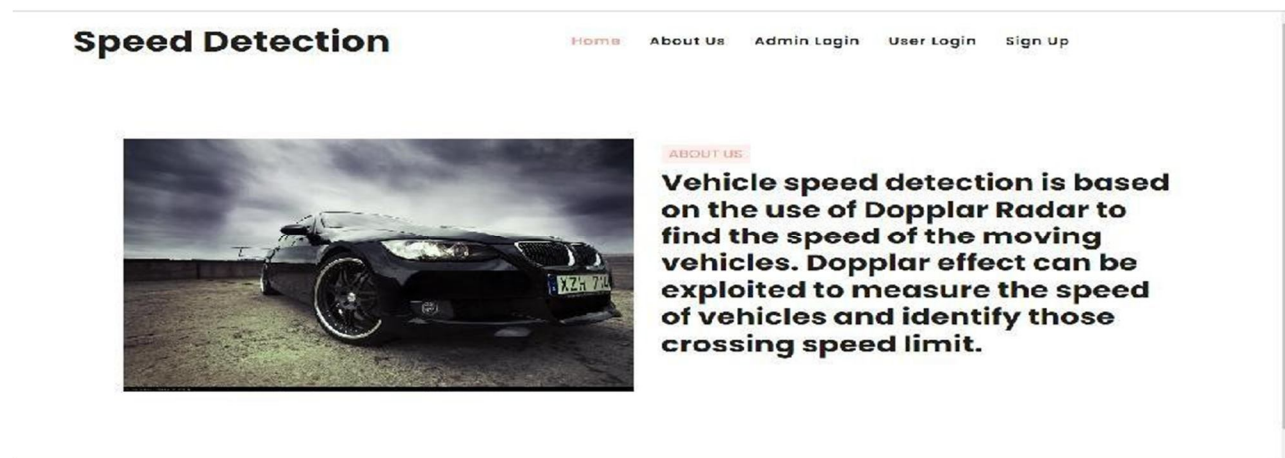 Speed Detection
Home About Us Admin Login User Login Sign Up
ABOUT US
Vehicle speed detection is based
on the use of Dopplar Radar to
find the speed of the moving
vehicles. Dopplar effect can be
exploited to measure the speed
of vehicles and identify those
crossing speed limit.
XZH 714